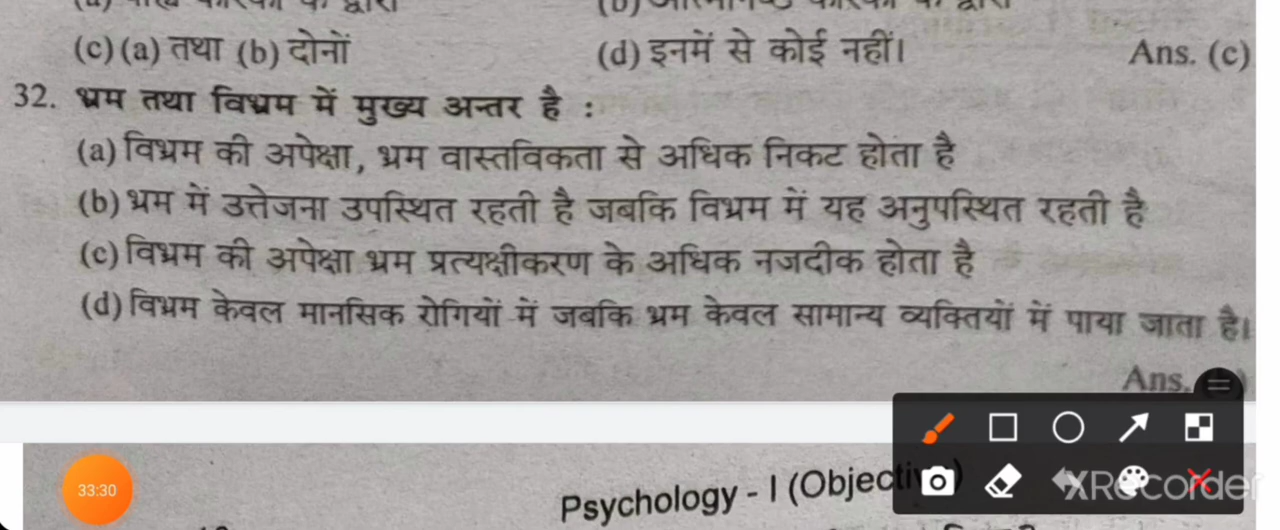 (c) (a) तथा (b) दोनों (d) इनमें से कोई नहीं। Ans. (c)
32. भ्रम तथा विभ्रम में मुख्य अन्तर है :
(a) विभ्रम की अपेक्षा, भ्रम वास्तविकता से अधिक निकट होता है
(b) भ्रम में उत्तेजना उपस्थित रहती है जबकि विभ्रम में यह अनुपस्थित रहती है
(c) विभ्रम की अपेक्षा भ्रम प्रत्यक्षीकरण के अधिक नजदीक होता है
(d) विभ्रम केवल मानसिक रोगियों में जबकि भ्रम केवल सामान्य व्यक्तियों में पाया जाता है।
Ans.
33:30
Psychology - I (Objecti
XRecorder